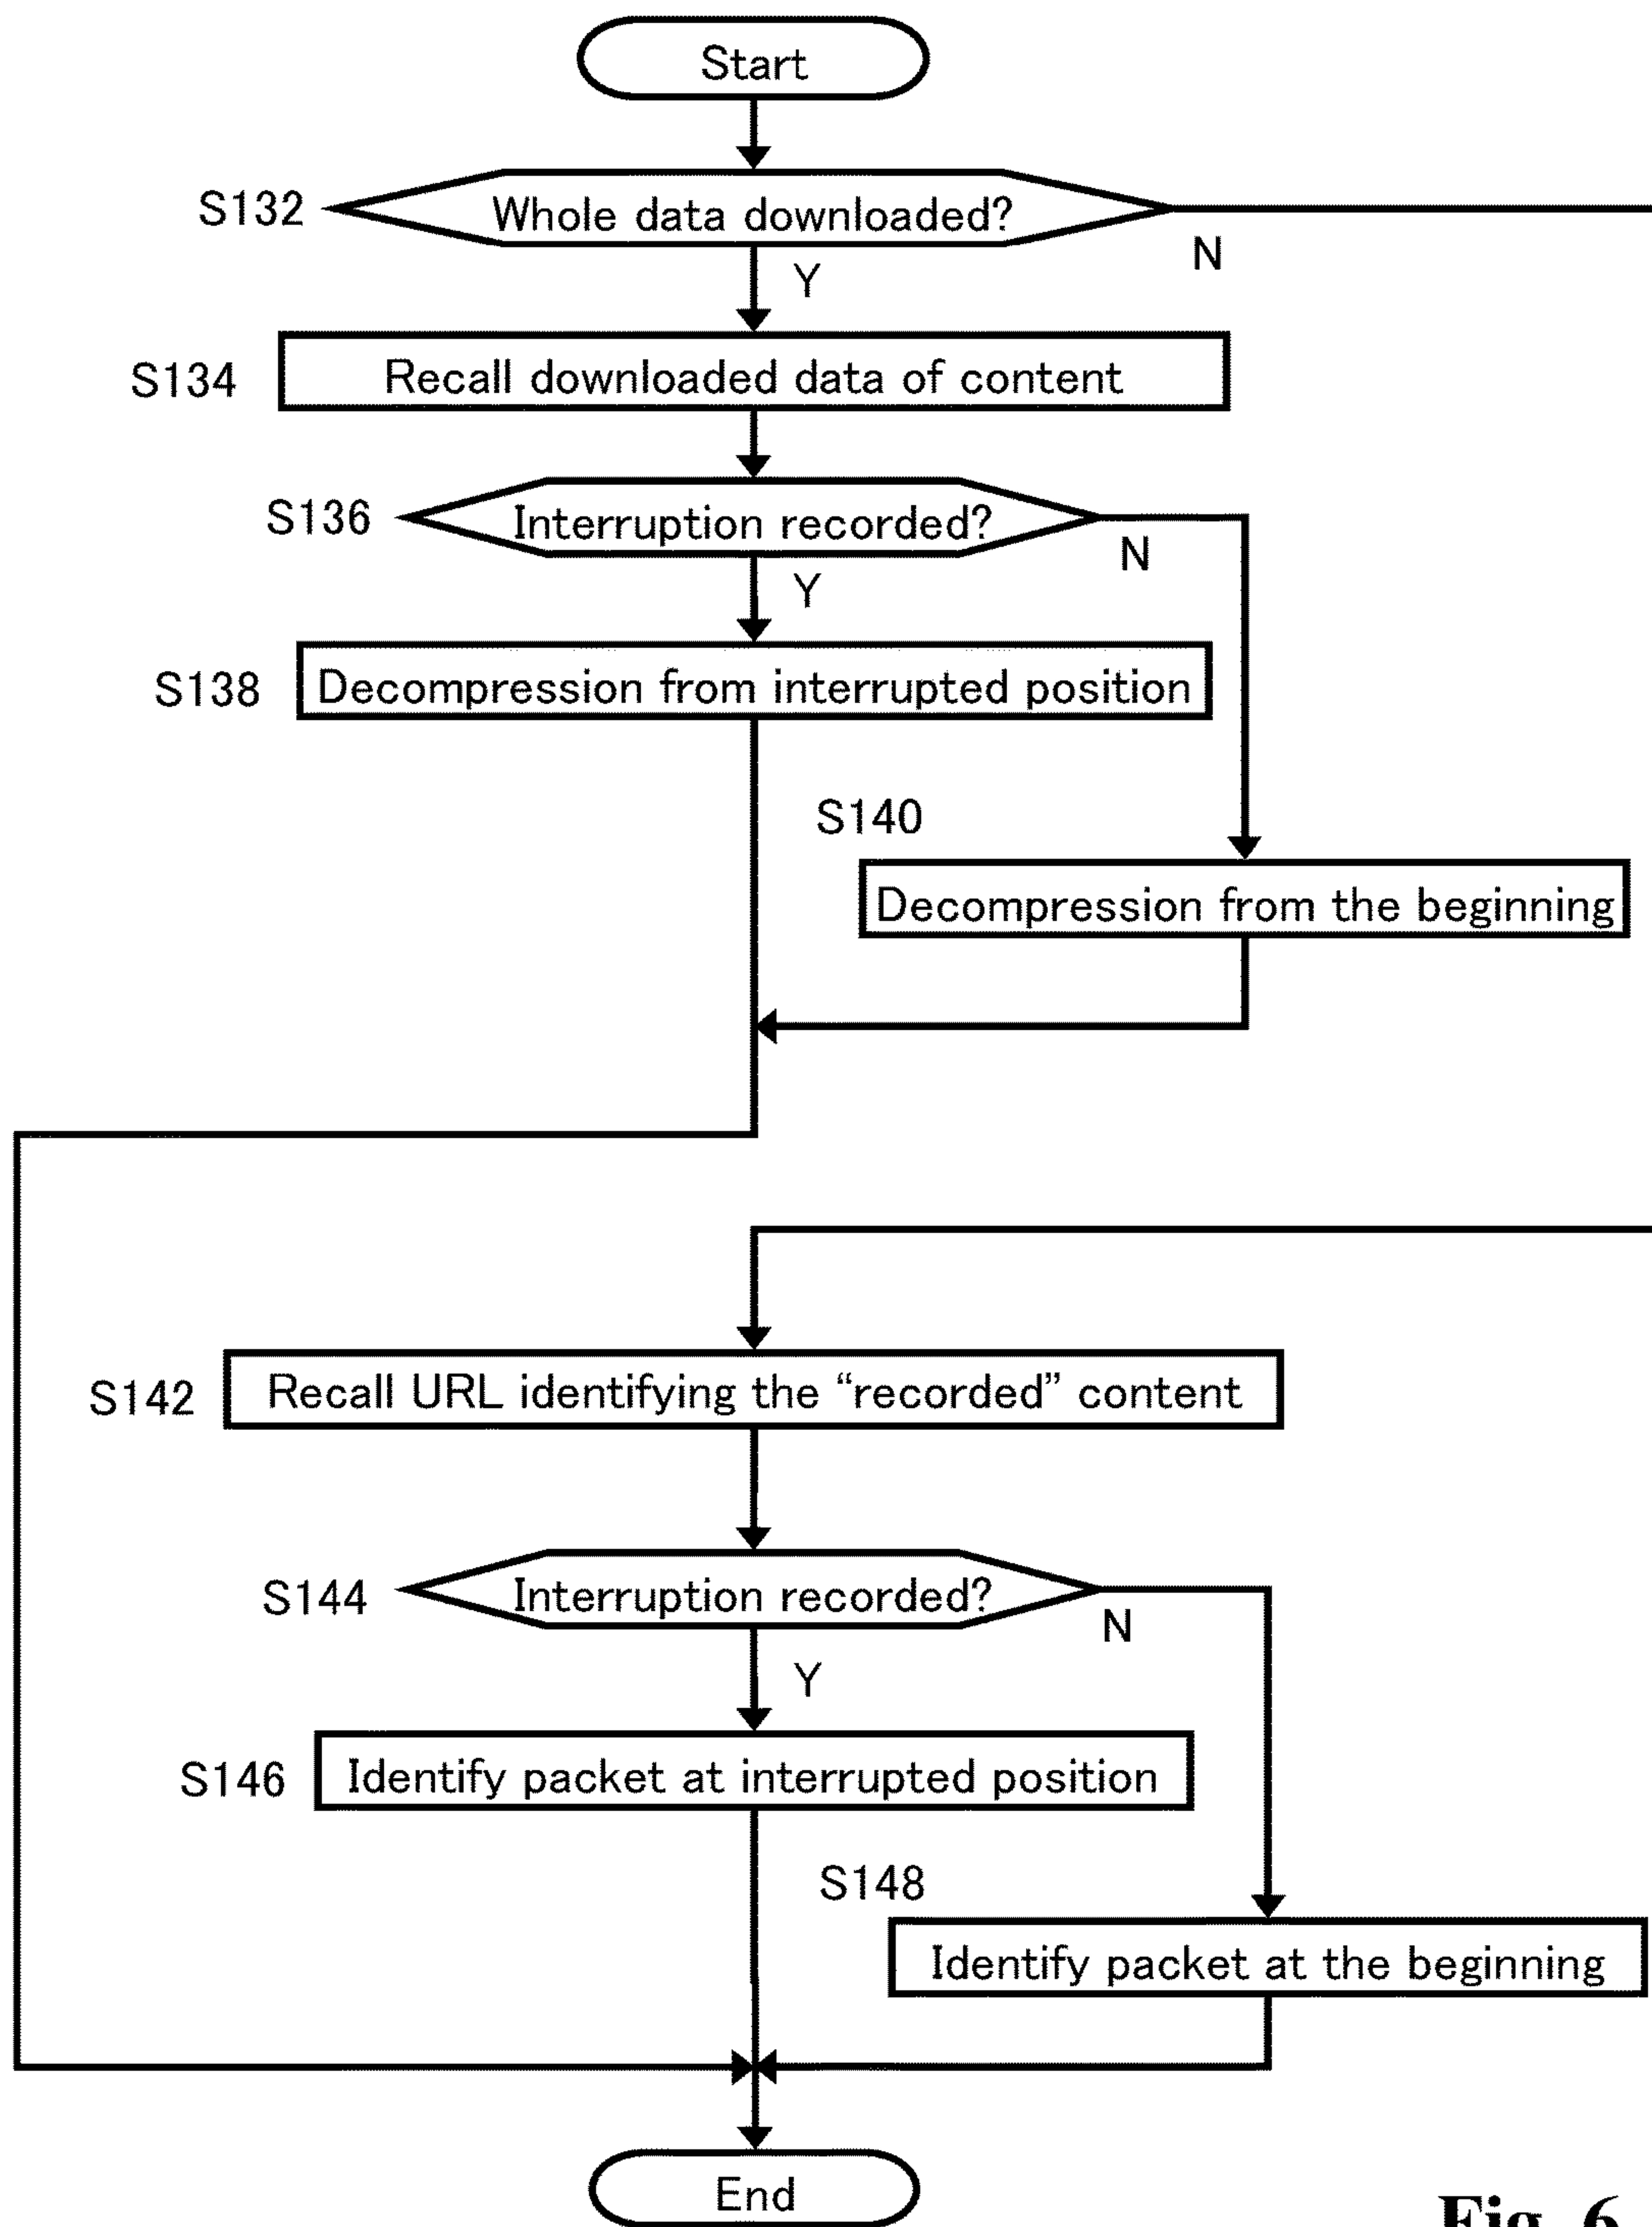 Start
S132
Whole data downloaded?
N
Y
S134
Recall downloaded data of content
S136
Interruption recorded?
N
Y
S138
Decompression from interrupted position
S140
Decompression from the beginning
S142
Recall URL identifying the “recorded” content
S144
Interruption recorded?
N
Y
S146
Identify packet at interrupted position
S148
Identify packet at the beginning
End
Fig. 6